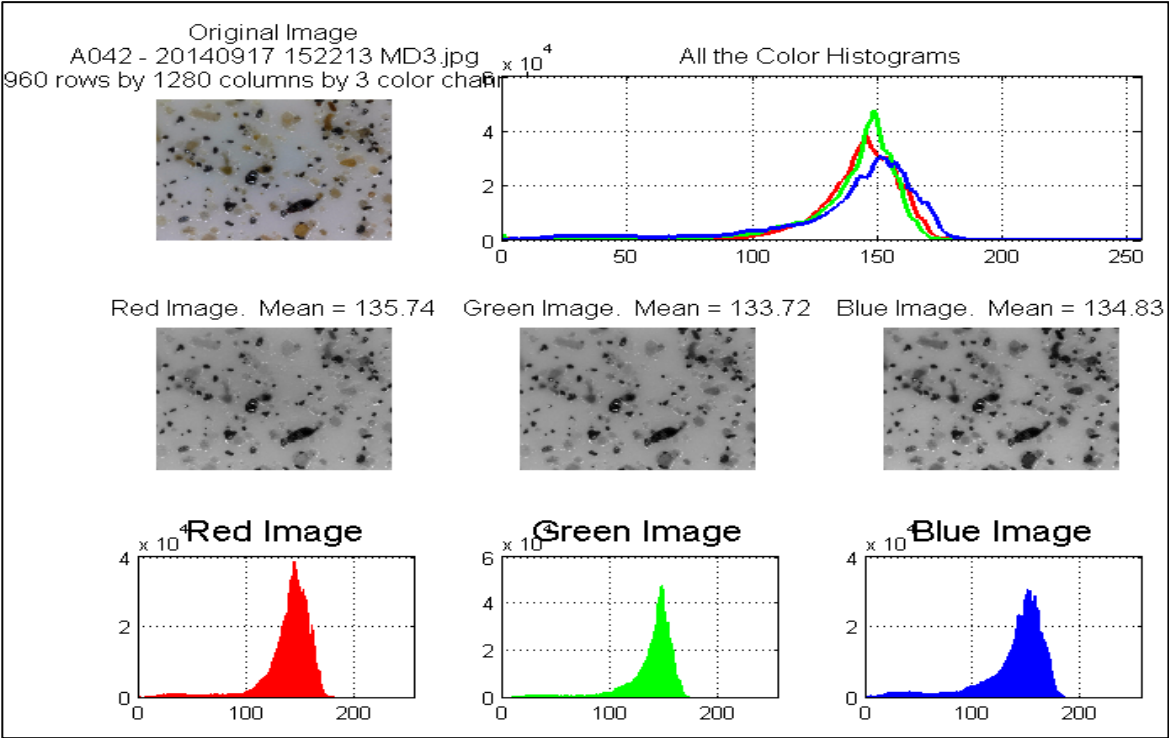 Original Image
A042 - 20140917 152213 MD3.jpg
960 rows by 1280 columns by 3 color chann
All the Color Histograms
x 10^4
6
4
2
0
0 50 100 150 200 250
Red Image. Mean = 135.74
Green Image. Mean = 133.72
Blue Image. Mean = 134.83
Red Image
x 10^4
4
2
0
0 100 200
Green Image
x 10^4
6
4
2
0
0 100 200
Blue Image
x 10^4
4
2
0
0 100 200